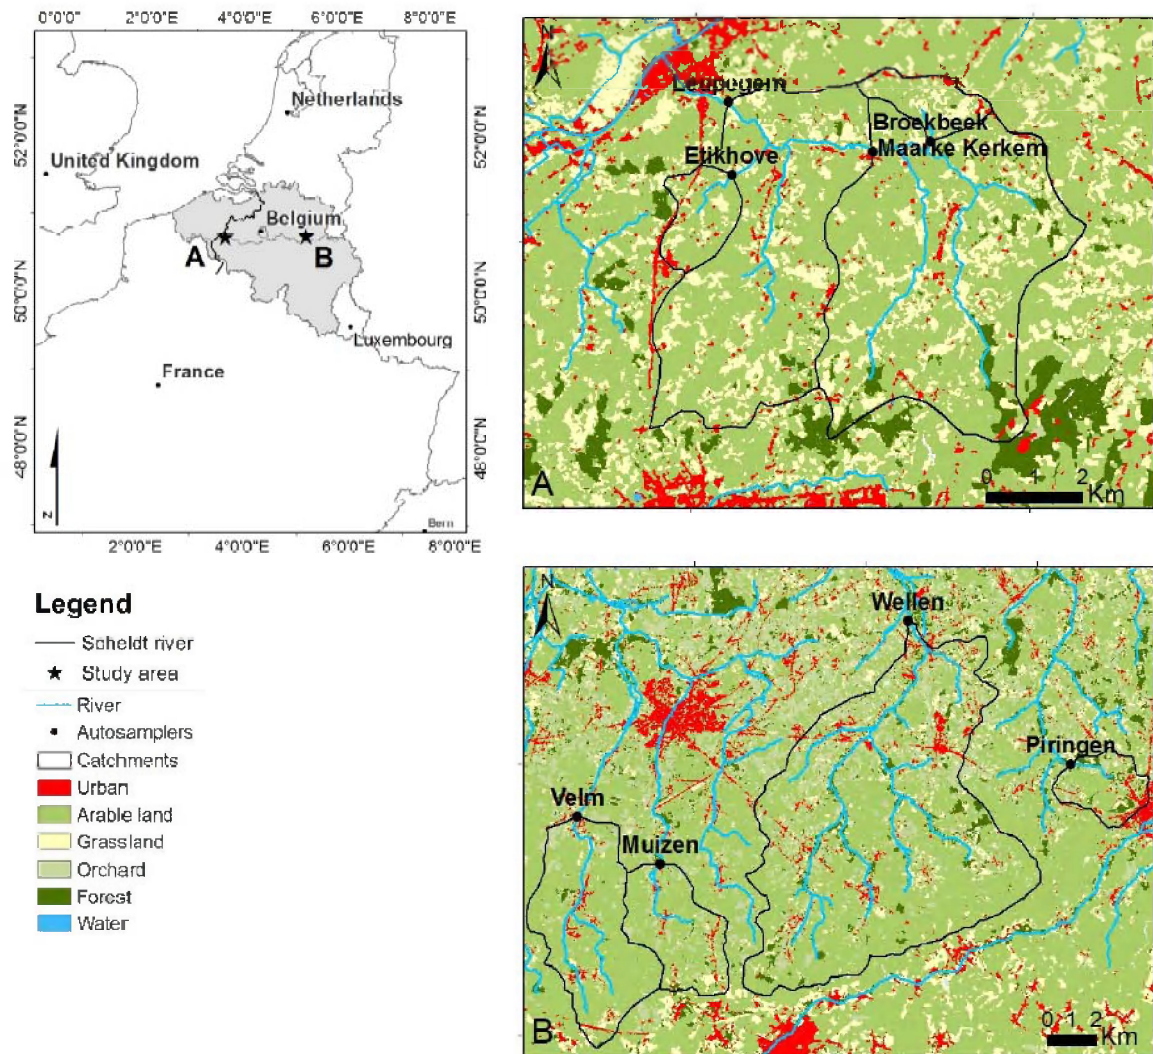 0°0'0" 2°0'0"E 4°0'0"E 6°0'0"E 8°0'0"E
52°0'0"N
50°0'0"N
48°0'0"N
Netherlands
United Kingdom
Belgium
A
B
Luxembourg
France
Bern
N
52°0'0"N
50°0'0"N
48°0'0"N
2°0'0"E 4°0'0"E 6°0'0"E 8°0'0"E
Legend
Scheldt river
Study area
River
Autosamplers
Catchments
Urban
Arable land
Grassland
Orchard
Forest
Water
N
Leupegem
Broekbeek
Etikhove
Maarke Kerkem
A
0 1 2
Km
N
Wellen
Piringen
Velm
Muizen
B
0 1 2
Km